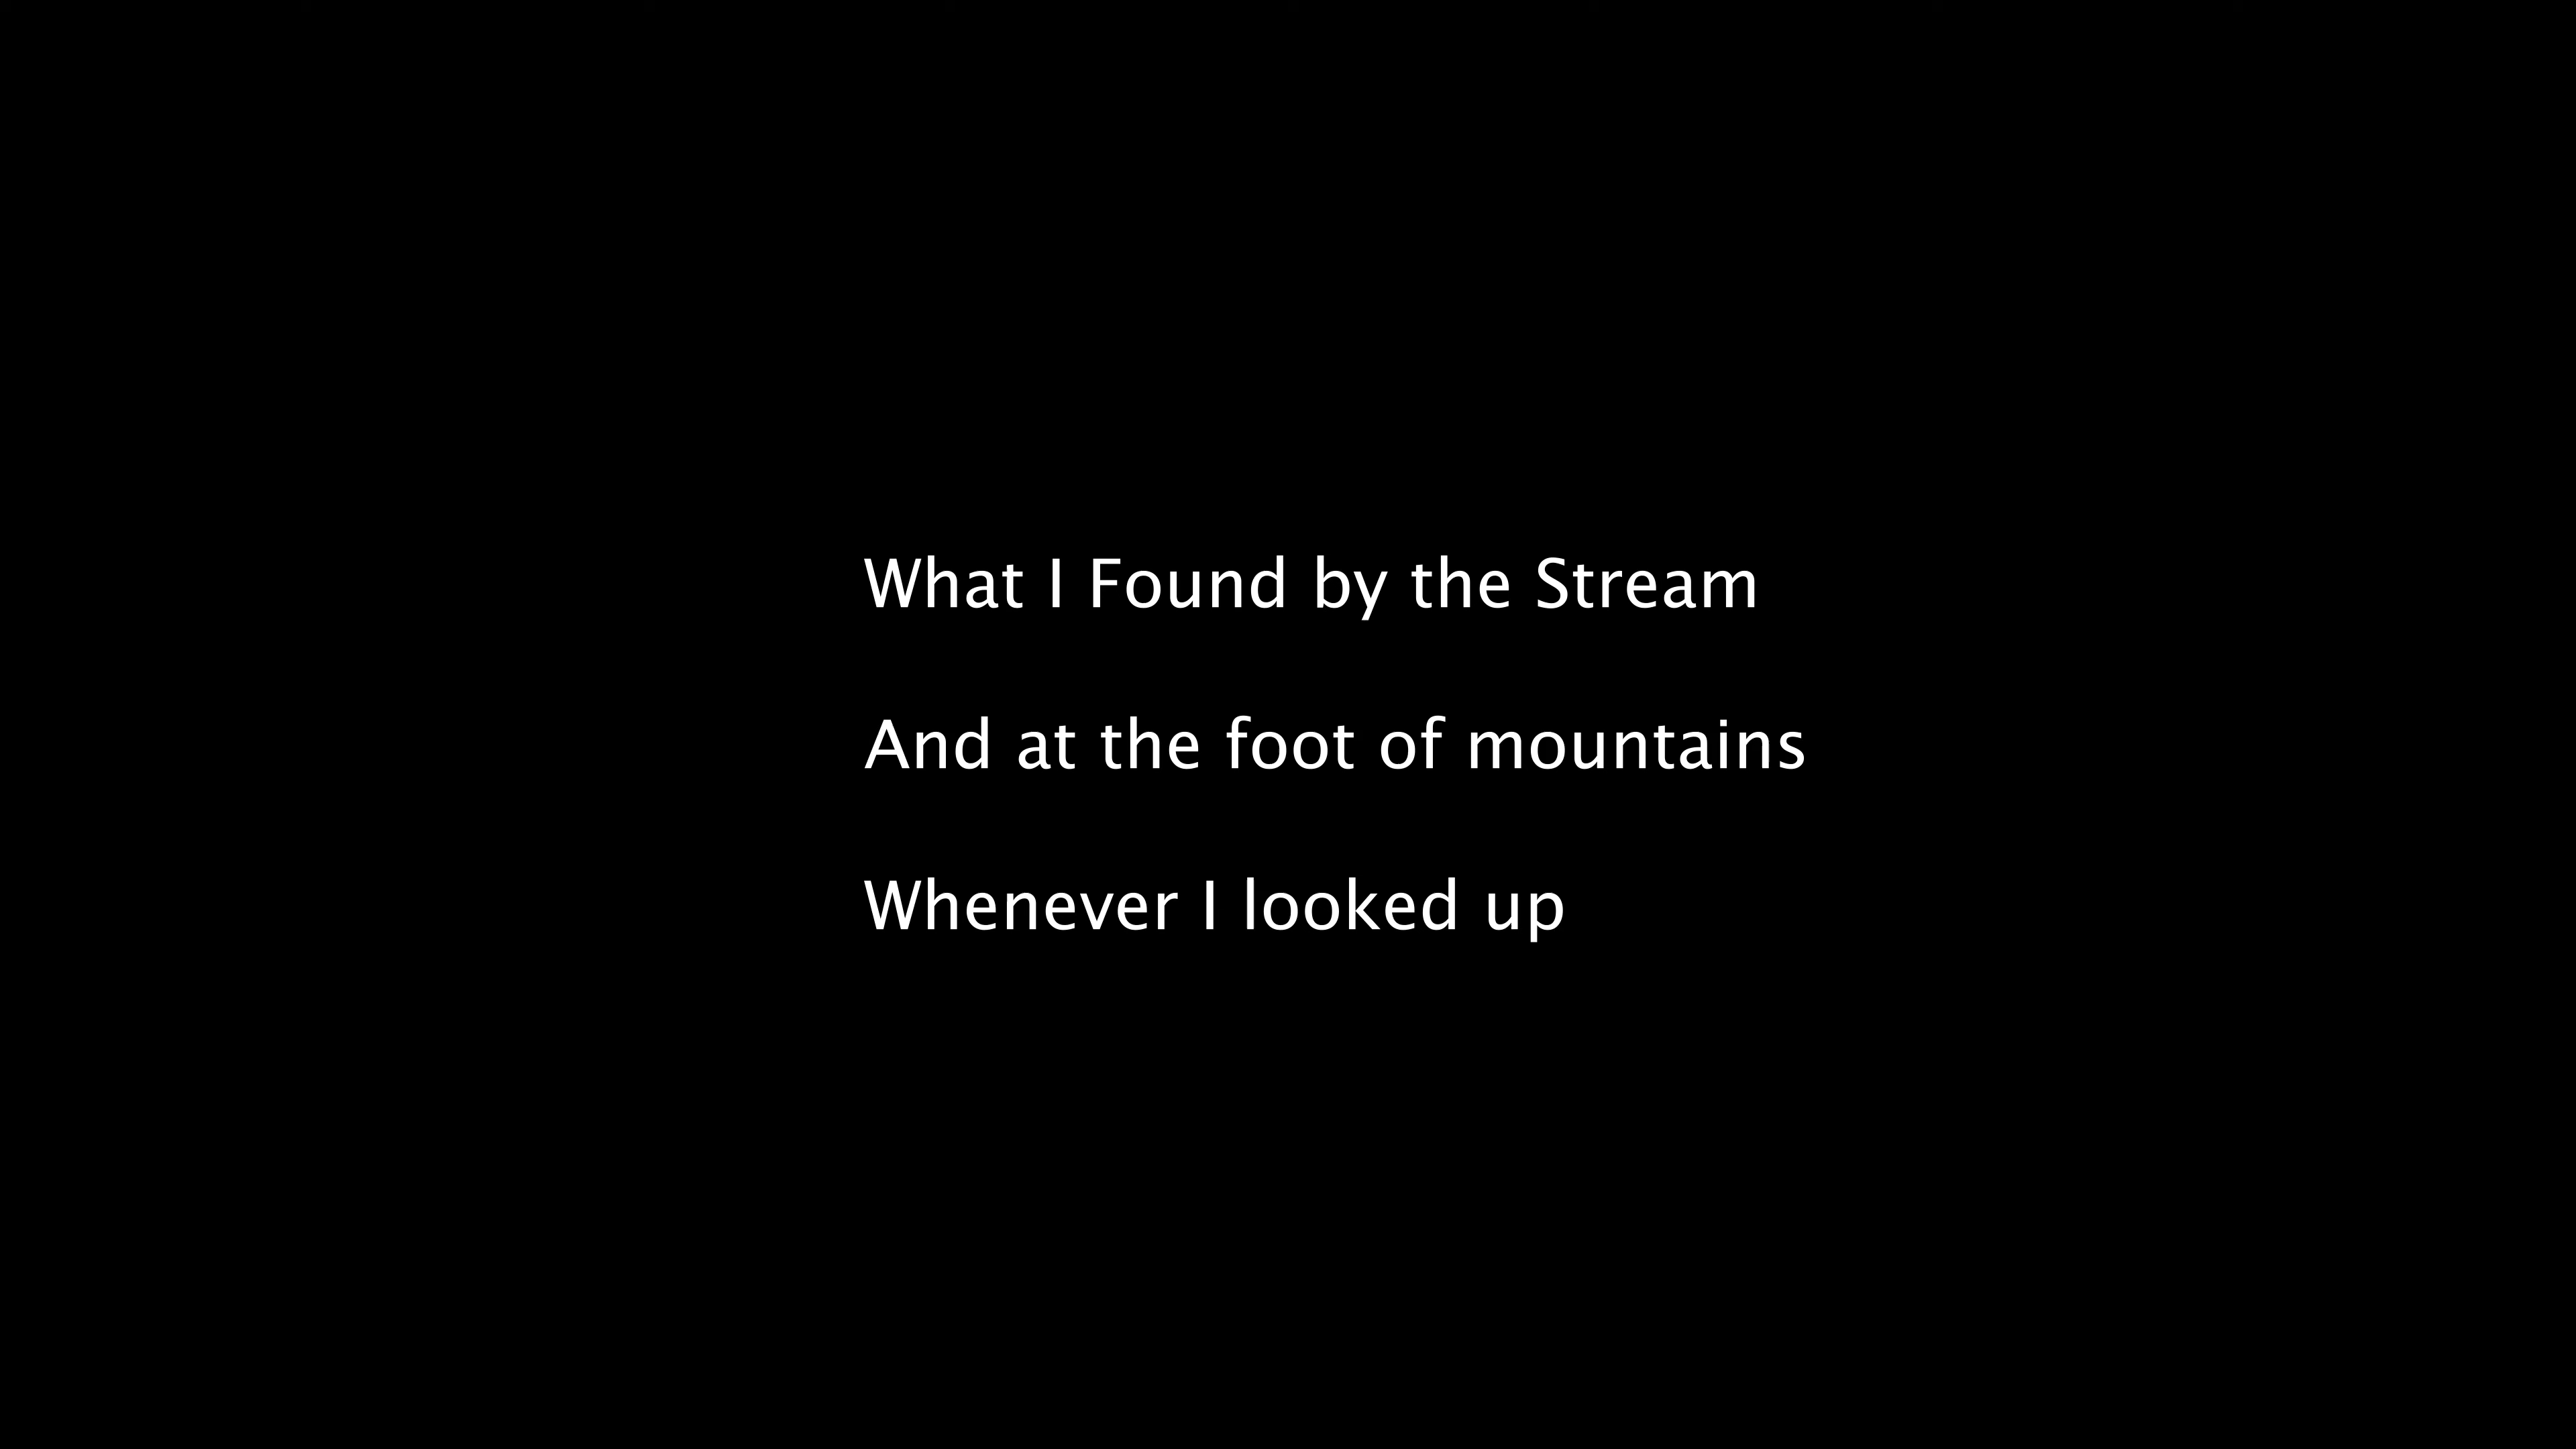 What I Found by the Stream
And at the foot of mountains
Whenever I looked up